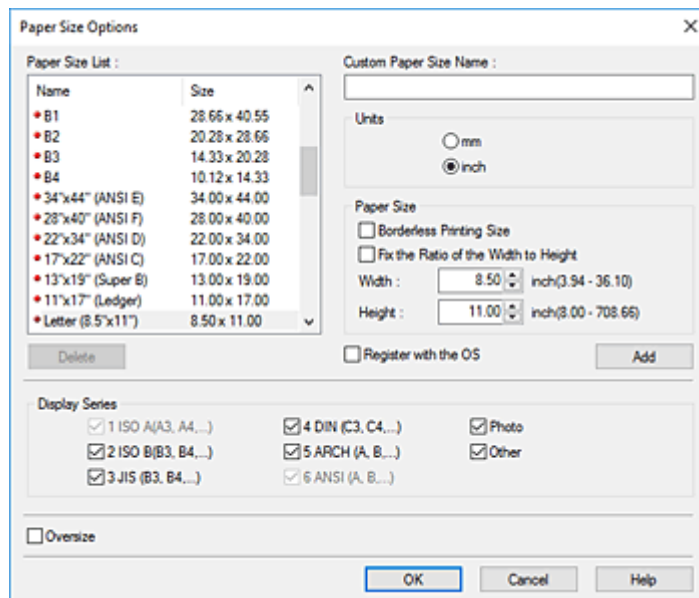 Paper Size Options
Paper Size List :
Name Size
B1 28.66 x 40.55
B2 20.28 x 28.66
B3 14.33 x 20.28
B4 10.12 x 14.33
34"x44" (ANSI E) 34.00 x 44.00
28"x40" (ANSI F) 28.00 x 40.00
22"x34" (ANSI D) 22.00 x 34.00
17"x22" (ANSI C) 17.00 x 22.00
13"x19" (Super B) 13.00 x 19.00
11"x17" (Ledger) 11.00 x 17.00
Letter (8.5"x11") 8.50 x 11.00
Delete
Custom Paper Size Name :
Units
mm
inch
Paper Size
Borderless Printing Size
Fix the Ratio of the Width to Height
Width : 8.50 inch(3.94 - 36.10)
Height : 11.00 inch(8.00 - 708.66)
Register with the OS
Add
Display Series
1 ISO A(A3, A4,...) 4 DIN (C3, C4,...) Photo
2 ISO B(B3, B4,...) 5 ARCH (A, B,...) Other
3 JIS (B3, B4,...) 6 ANSI (A, B,...)
Oversize
OK Cancel Help